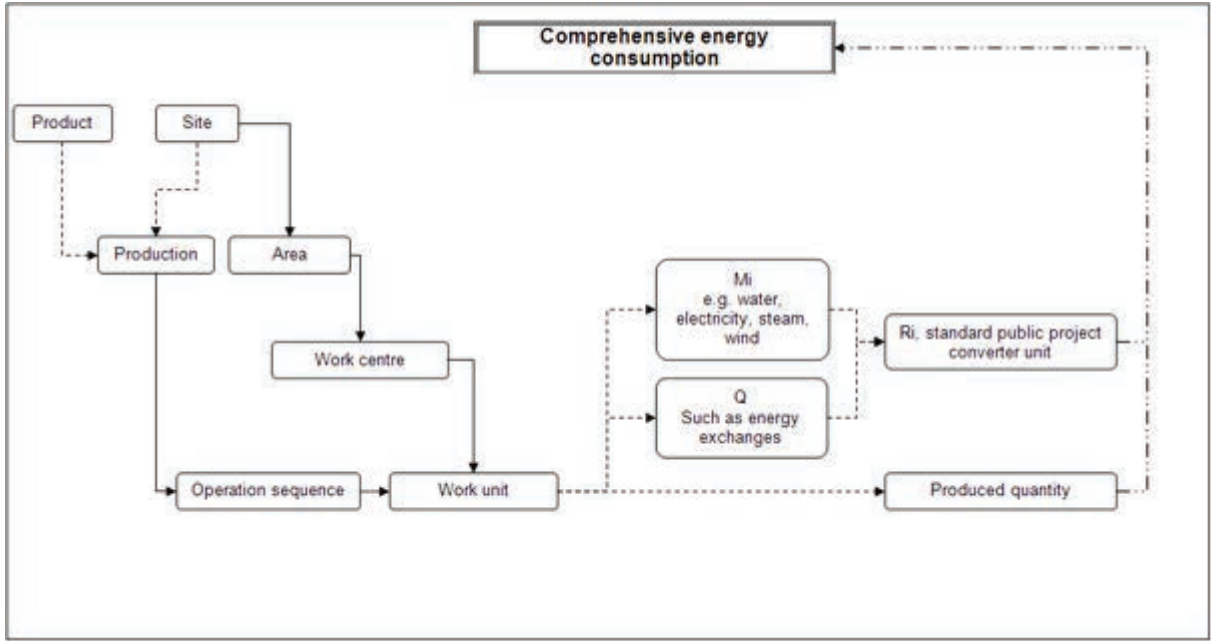 Comprehensive energy
consumption
Product
Site
Production
Area
Mi
e.g. water,
electricity, steam,
wind
Ri, standard public project
converter unit
Work centre
Q
Such as energy
exchanges
Operation sequence
Work unit
Produced quantity